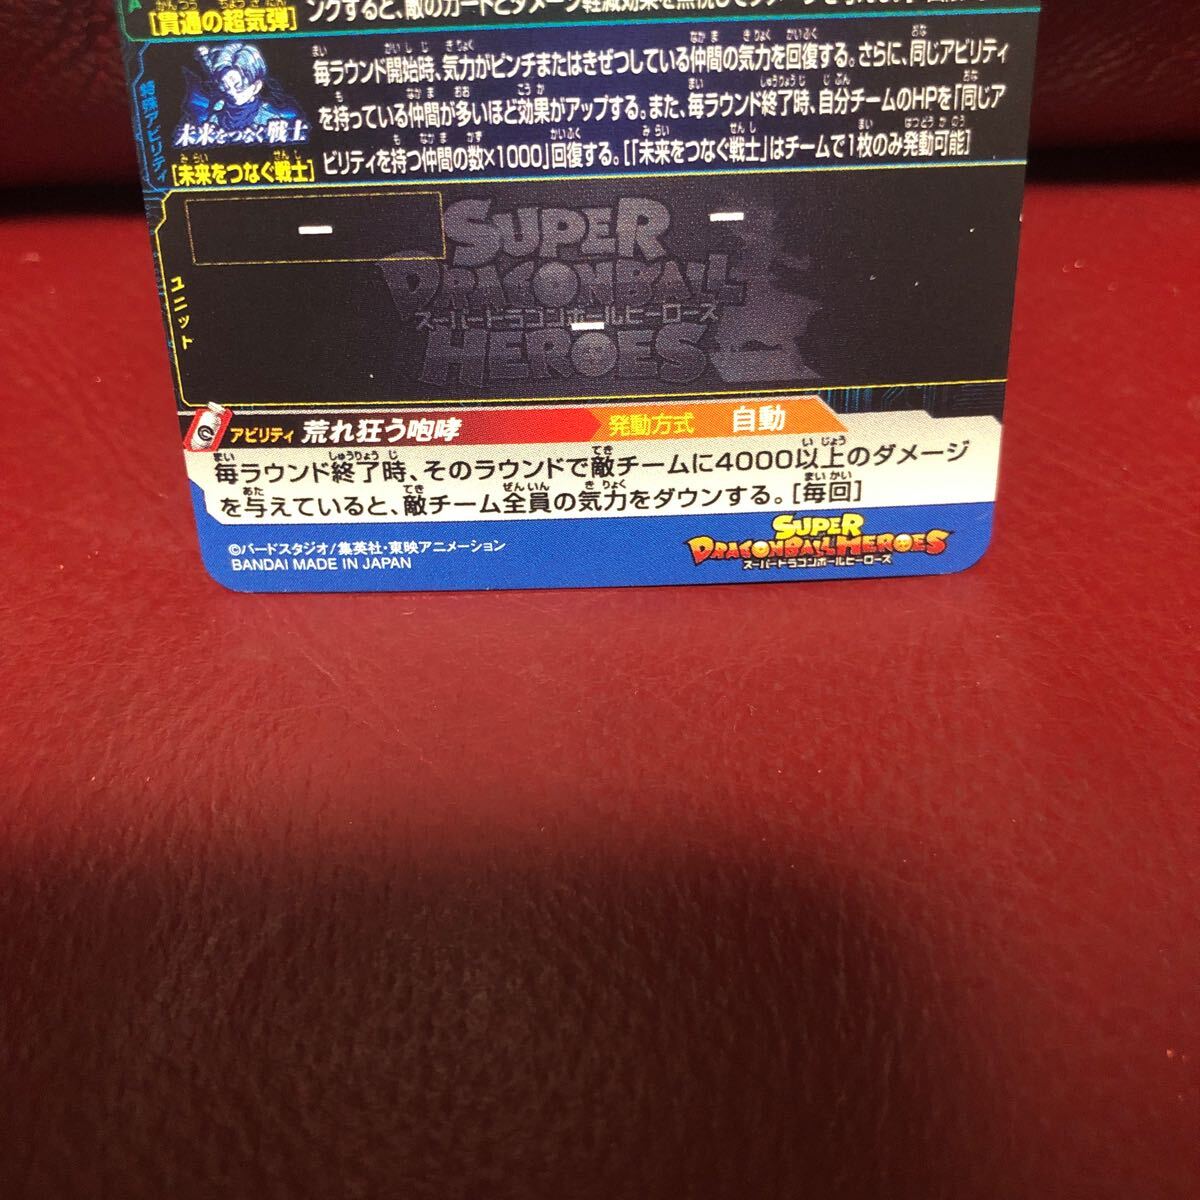 [貫通の超気弾]
未来をつなぐ戦士
[未来をつなぐ戦士]
特殊アビリティ
毎ラウンド開始時、気力がピンチまたはきぜつしている仲間の気力を回復する。さらに、同じアビリティ
を持っている仲間が多いほど効果がアップする。また、毎ラウンド終了時、自分チームのHPを「同じア
ビリティを持つ仲間の数×1000」回復する。[「未来をつなぐ戦士」はチームで1枚のみ発動可能]
ユニット
SUPER
DRAGONBALL
スーパードラゴンボールヒーローズ
HEROES
アビリティ 荒れ狂う咆哮 発動方式 自動
毎ラウンド終了時、そのラウンドで敵チームに4000以上のダメージ
を与えていると、敵チーム全員の気力をダウンする。[毎回]
©バードスタジオ/集英社・東映アニメーション
BANDAI MADE IN JAPAN
SUPER
DRAGONBALL HEROES
スーパードラゴンボールヒーローズ